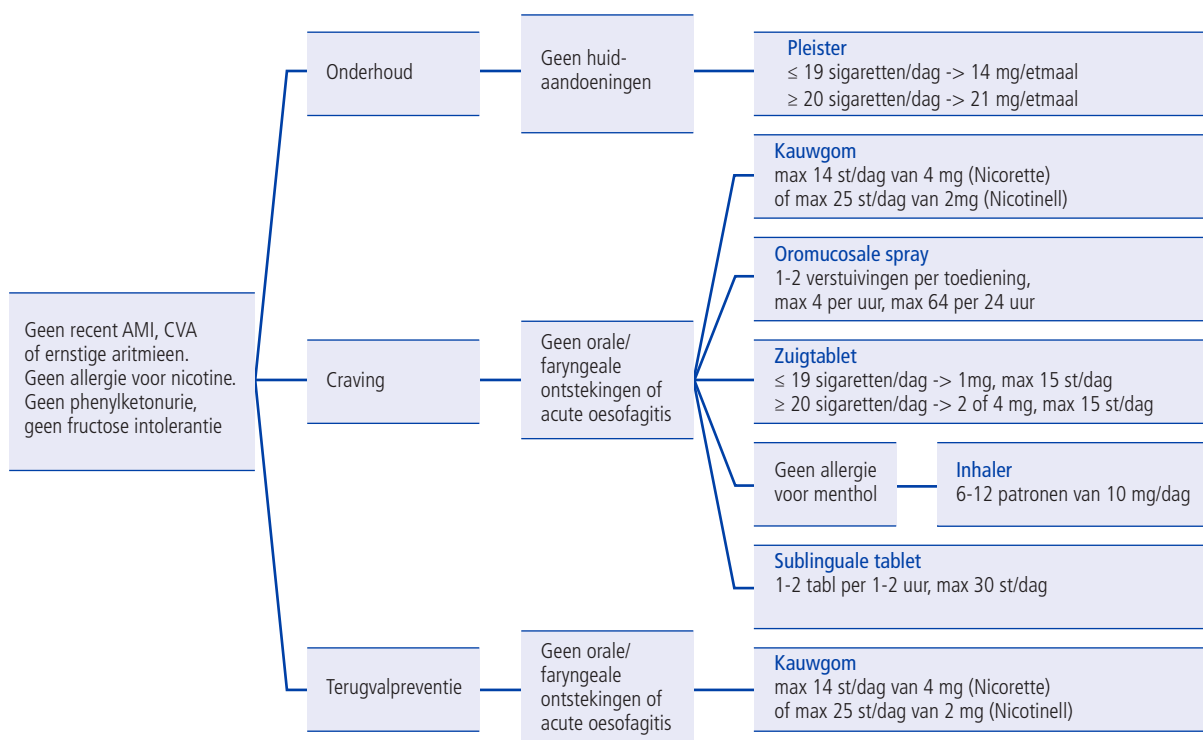 Geen recent AMI, CVA
of ernstige aritmieen.
Geen allergie voor nicotine.
Geen phenylketonurie,
geen fructose intolerantie
Onderhoud
Geen huid-
aandoeningen
Pleister
≤ 19 sigaretten/dag -> 14 mg/etmaal
≥ 20 sigaretten/dag -> 21 mg/etmaal
Craving
Geen orale/
faryngeale
ontstekingen of
acute oesofagitis
Kauwgom
max 14 st/dag van 4 mg (Nicorette)
of max 25 st/dag van 2mg (Nicotinell)
Oromucosale spray
1-2 verstuivingen per toediening,
max 4 per uur, max 64 per 24 uur
Zuigtablet
≤ 19 sigaretten/dag -> 1mg, max 15 st/dag
≥ 20 sigaretten/dag -> 2 of 4 mg, max 15 st/dag
Geen allergie
voor menthol
Inhaler
6-12 patronen van 10 mg/dag
Sublinguale tablet
1-2 tabl per 1-2 uur, max 30 st/dag
Terugvalpreventie
Geen orale/
faryngeale
ontstekingen of
acute oesofagitis
Kauwgom
max 14 st/dag van 4 mg (Nicorette)
of max 25 st/dag van 2 mg (Nicotinell)